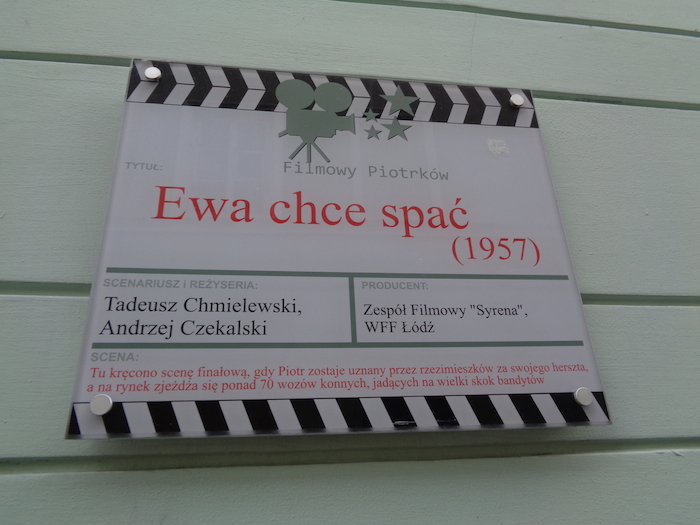 Filmowy Piotrków
TYTUŁ:
Ewa chce spać
(1957)
SCENARIUSZ I REŻYSERIA:
Tadeusz Chmielewski,
Andrzej Czekalski
PRODUCENT:
Zespół Filmowy "Syrena",
WFF Łódź
SCENA:
Tu kręcono scenę finałową, gdy Piotr zostaje uznany przez rzezimieszków za swojego herszta,
a na rynek zjeżdża się ponad 70 wozów konnych, jadących na wielki skok bandytów